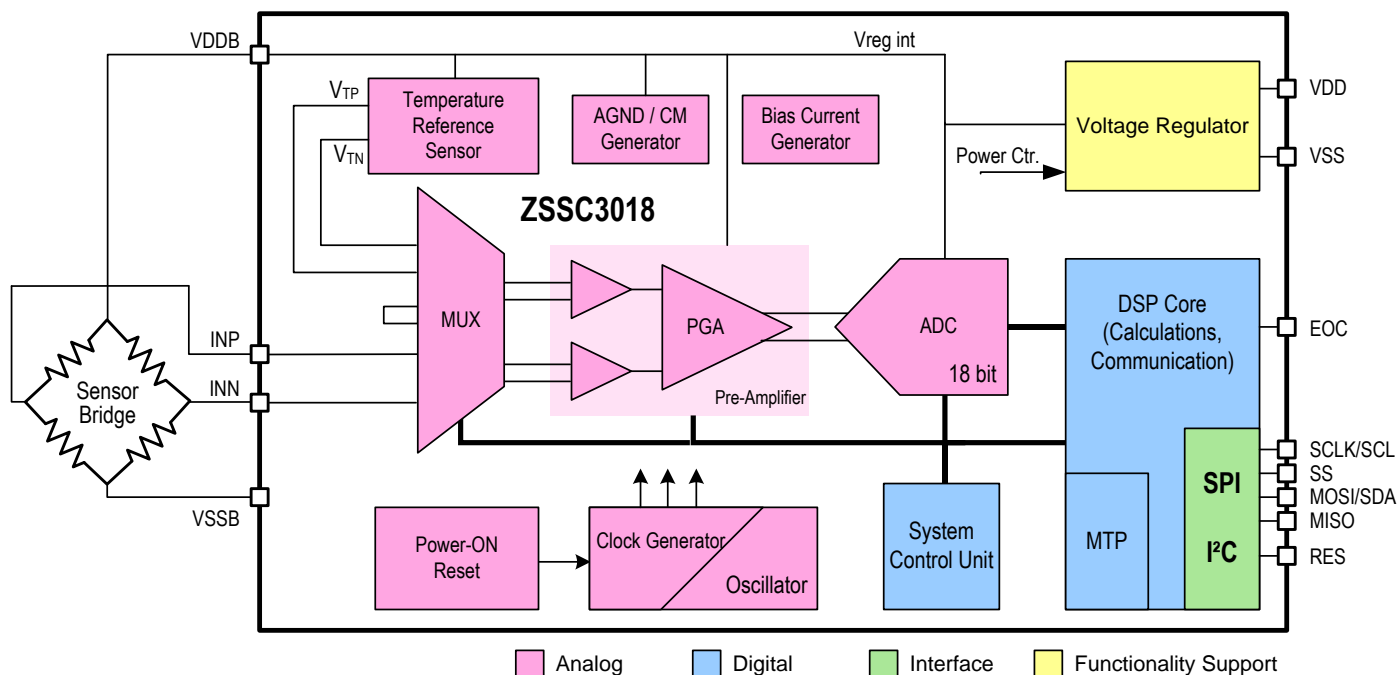 VDDB
Vreg int
VTP
VTN
Temperature
Reference
Sensor
AGND / CM
Generator
Bias Current
Generator
Voltage Regulator
VDD
VSS
Power Ctr.
ZSSC3018
MUX
PGA
Pre-Amplifier
ADC
18 bit
DSP Core
(Calculations,
Communication)
EOC
INP
INN
Sensor
Bridge
VSSB
Power-ON
Reset
Clock Generator
Oscillator
System
Control Unit
MTP
SPI
I²C
SCLK/SCL
SS
MOSI/SDA
MISO
RES
Analog
Digital
Interface
Functionality Support